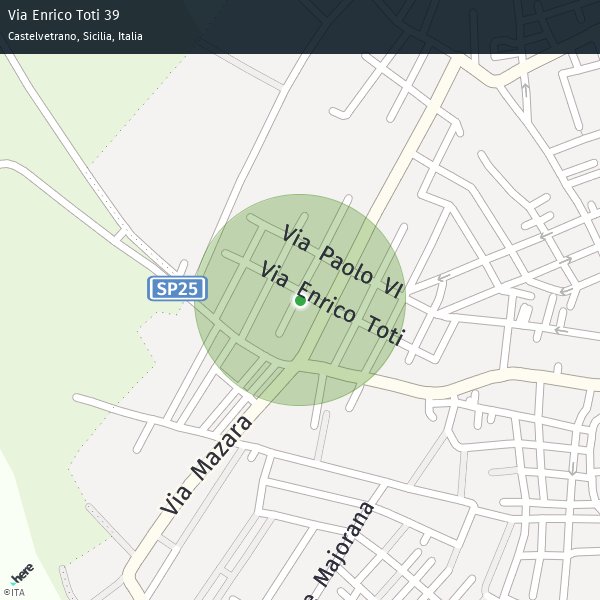 Via Enrico Toti 39
Castelvetrano, Sicilia, Italia
Via Paolo VI
Via Enrico Toti
SP25
Via Mazara
e Majorana
here
©ITA